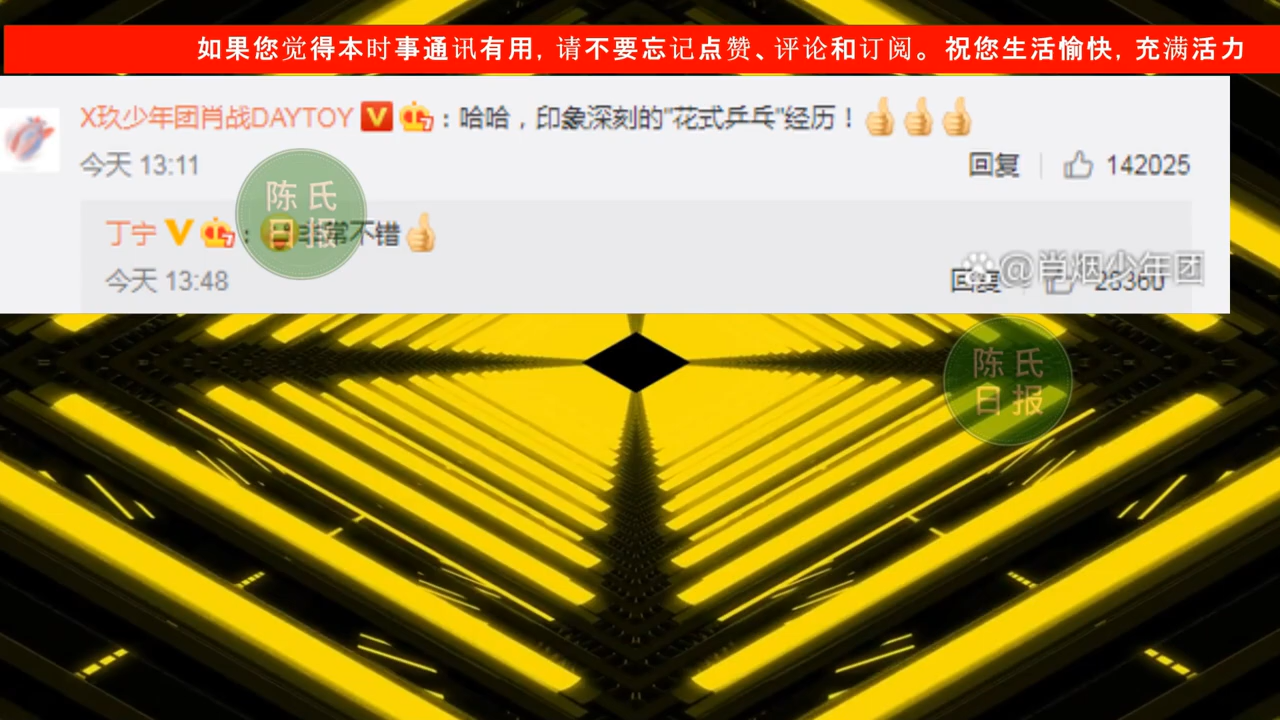 如果您觉得本时事通讯有用, 请不要忘记点赞、评论和订阅。祝您生活愉快, 充满活力
X玖少年团肖战DAYTOY V : 哈哈，印象深刻的"花式乒乓"经历！
今天 13:11 回复 142025
陈氏
日报
丁宁 V : 非常不错
今天 13:48 回复 28360
@肖烟少年团
陈氏
日报